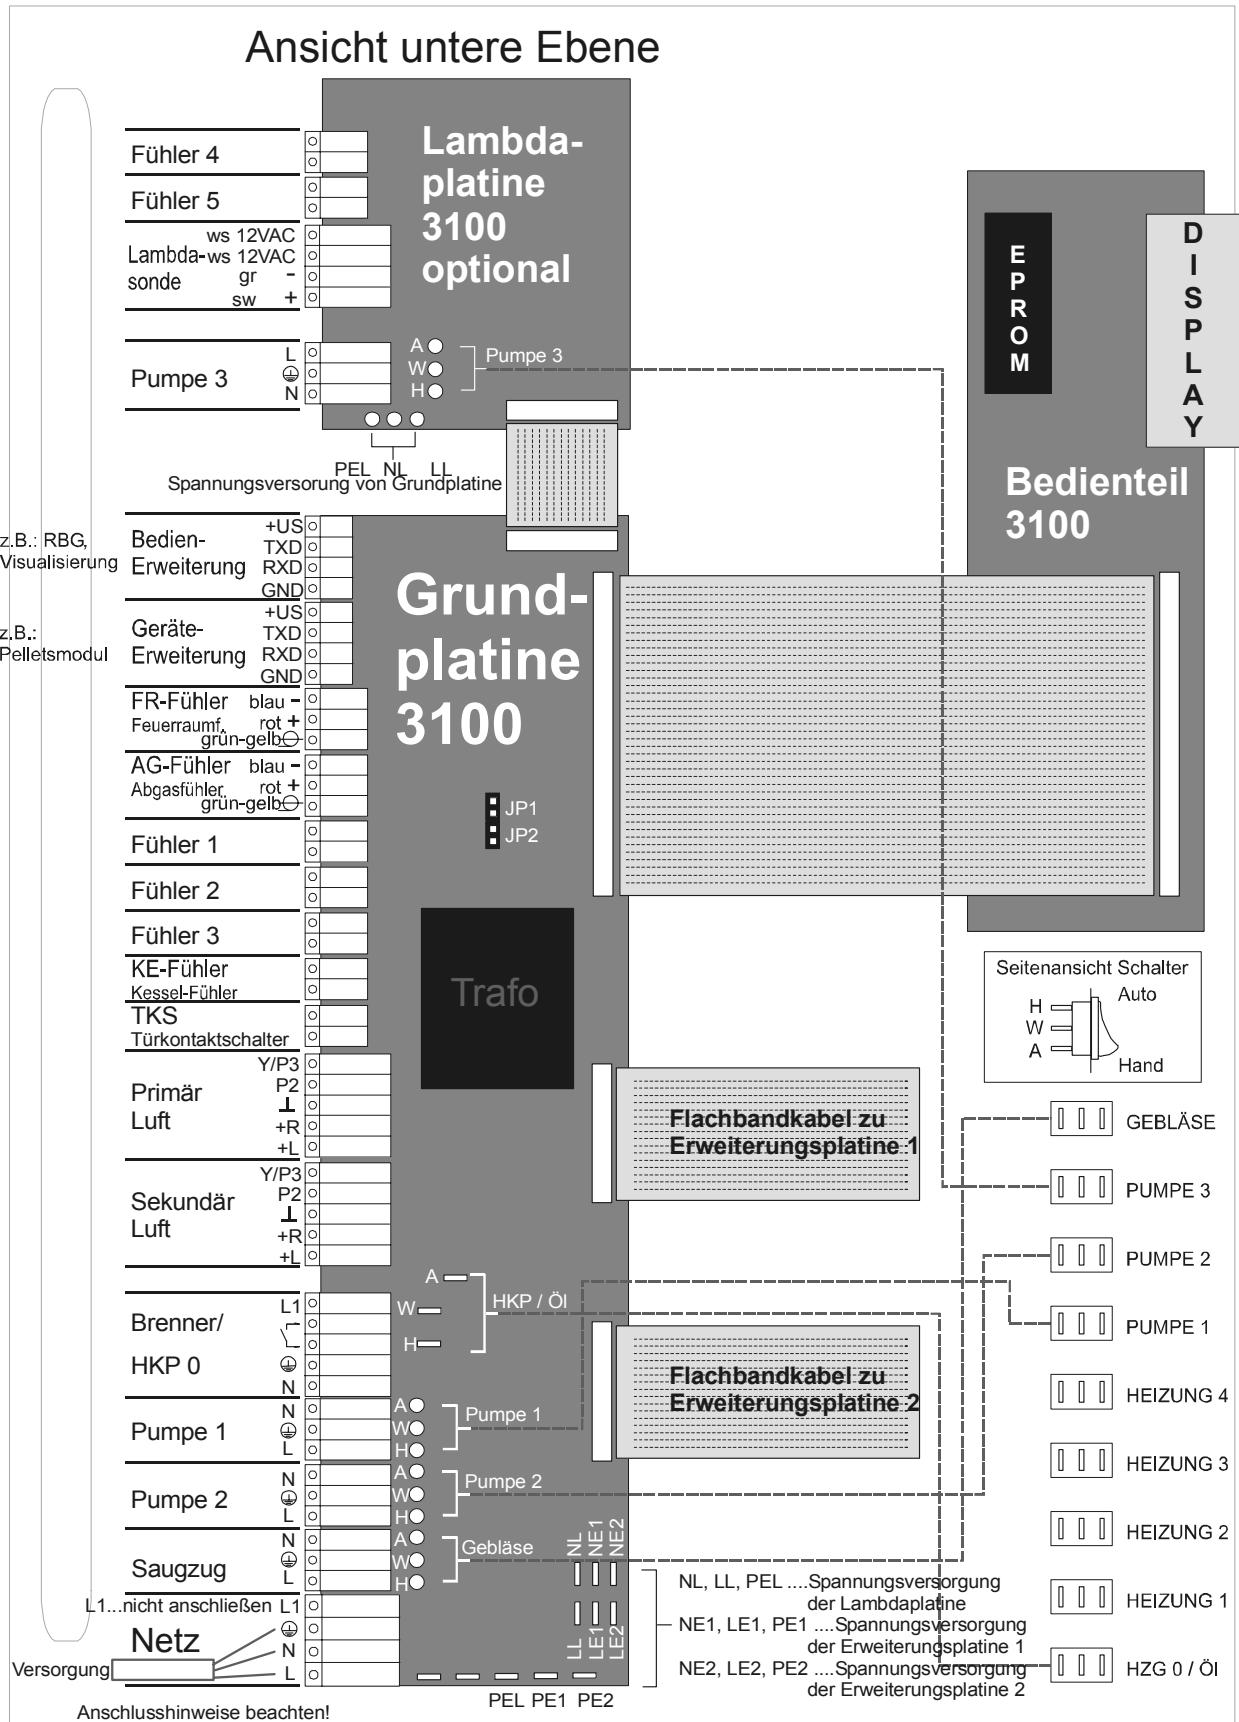 Ansicht untere Ebene
Lambda-
platine
3100
optional
Fühler 4
Fühler 5
ws 12VAC
Lambda- ws 12VAC
sonde gr -
sw +
Pumpe 3
L
N
A
W
H
Pumpe 3
PEL NL LL
Spannungsversorung von Grundplatine
EPROM
DISPLAY
Bedienteil
3100
z.B.: RBG,
Visualisierung
Bedien-
Erweiterung
+US
TXD
RXD
GND
z.B.:
Pelletsmodul
Geräte-
Erweiterung
+US
TXD
RXD
GND
Grund-
platine
3100
FR-Fühler blau -
Feuerraumf. rot +
grün-gelb
AG-Fühler blau -
Abgasfühler rot +
grün-gelb
JP1
JP2
Fühler 1
Fühler 2
Fühler 3
KE-Fühler
Kessel-Fühler
TKS
Türkontaktschalter
Trafo
Seitenansicht Schalter
Auto
H
W
A
Hand
Primär
Luft
Y/P3
P2
⊥
+R
+L
Sekundär
Luft
Y/P3
P2
⊥
+R
+L
Flachbandkabel zu
Erweiterungsplatine 1
Brenner/
HKP 0
L1
N
A
W
H
HKP / Öl
Flachbandkabel zu
Erweiterungsplatine 2
Pumpe 1
N
L
A
W
H
Pumpe 1
Pumpe 2
N
L
A
W
H
Pumpe 2
Saugzug
N
L
A
W
H
Gebläse
GEBLÄSE
PUMPE 3
PUMPE 2
PUMPE 1
HEIZUNG 4
HEIZUNG 3
HEIZUNG 2
HEIZUNG 1
HZG 0 / Öl
NL NE1 NE2
LL LE1 LE2
NL, LL, PEL ....Spannungsversorgung
der Lambdaplatine
NE1, LE1, PE1 ....Spannungsversorgung
der Erweiterungsplatine 1
NE2, LE2, PE2 ....Spannungsversorgung
der Erweiterungsplatine 2
L1...nicht anschließen L1
Netz
N
L
Versorgung
PEL PE1 PE2
Anschlusshinweise beachten!